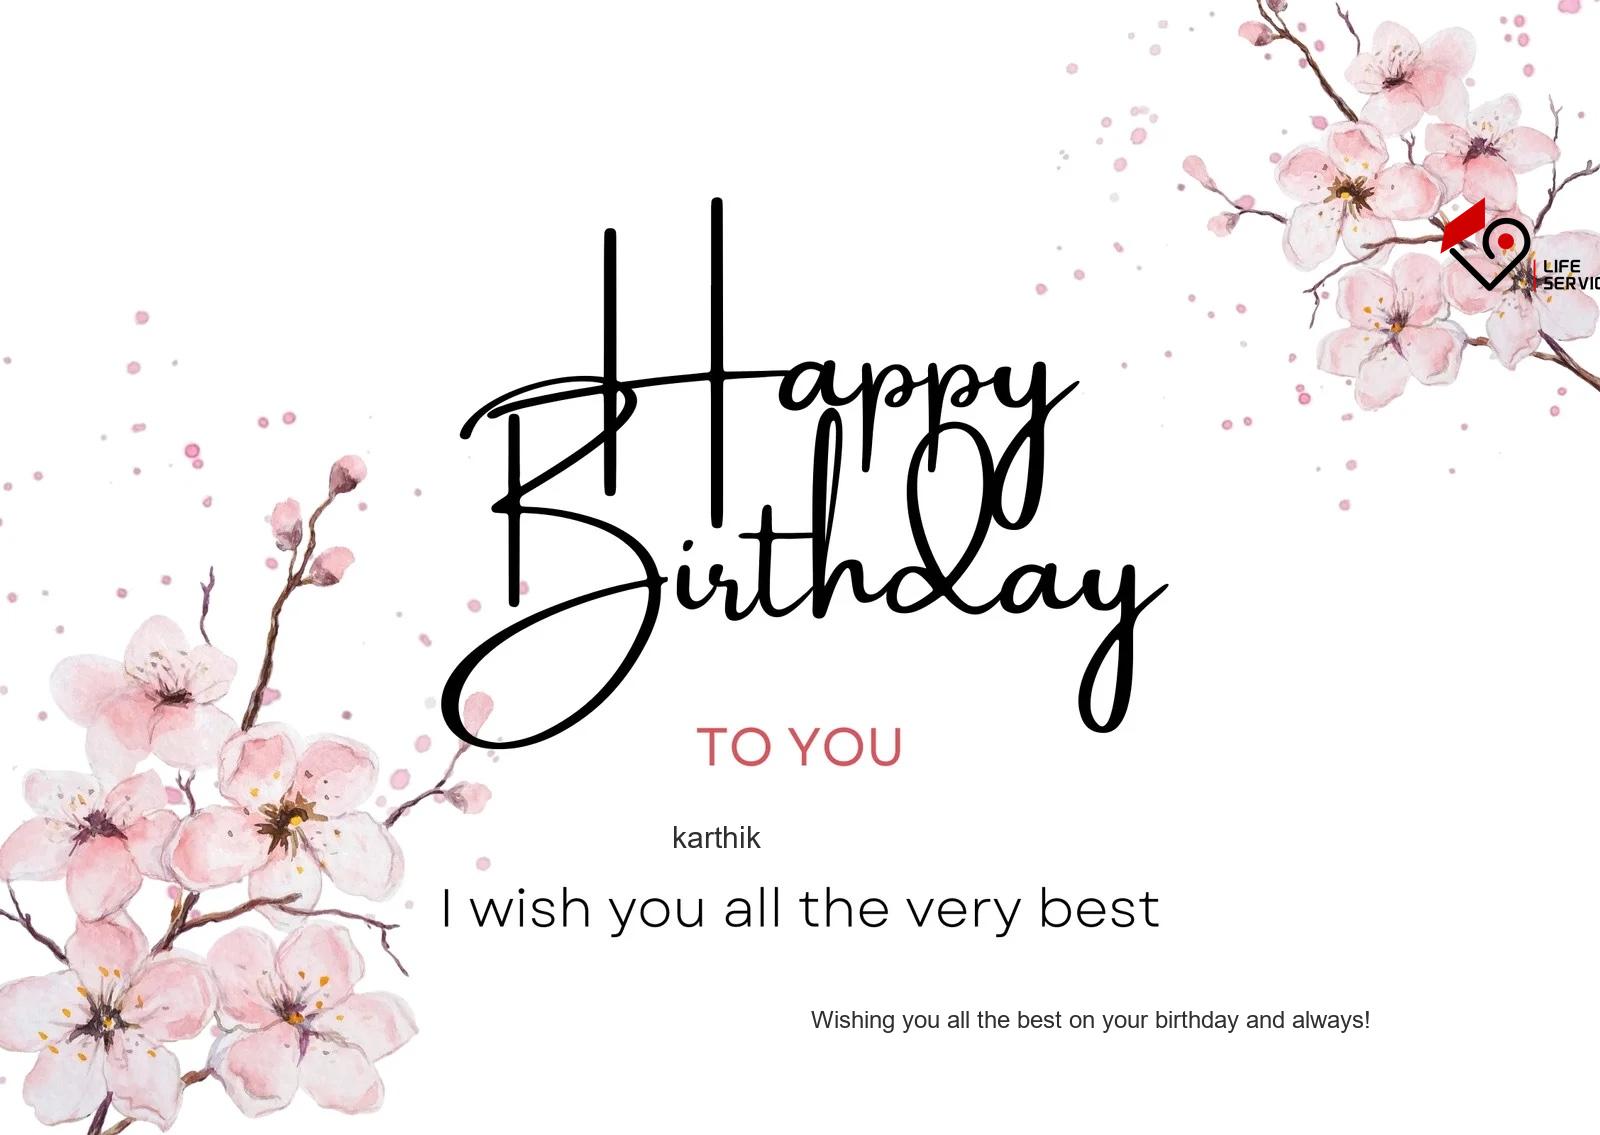 LIFE
SERVIC
Happy
Birthday
TO YOU
karthik
I wish you all the very best
Wishing you all the best on your birthday and always!